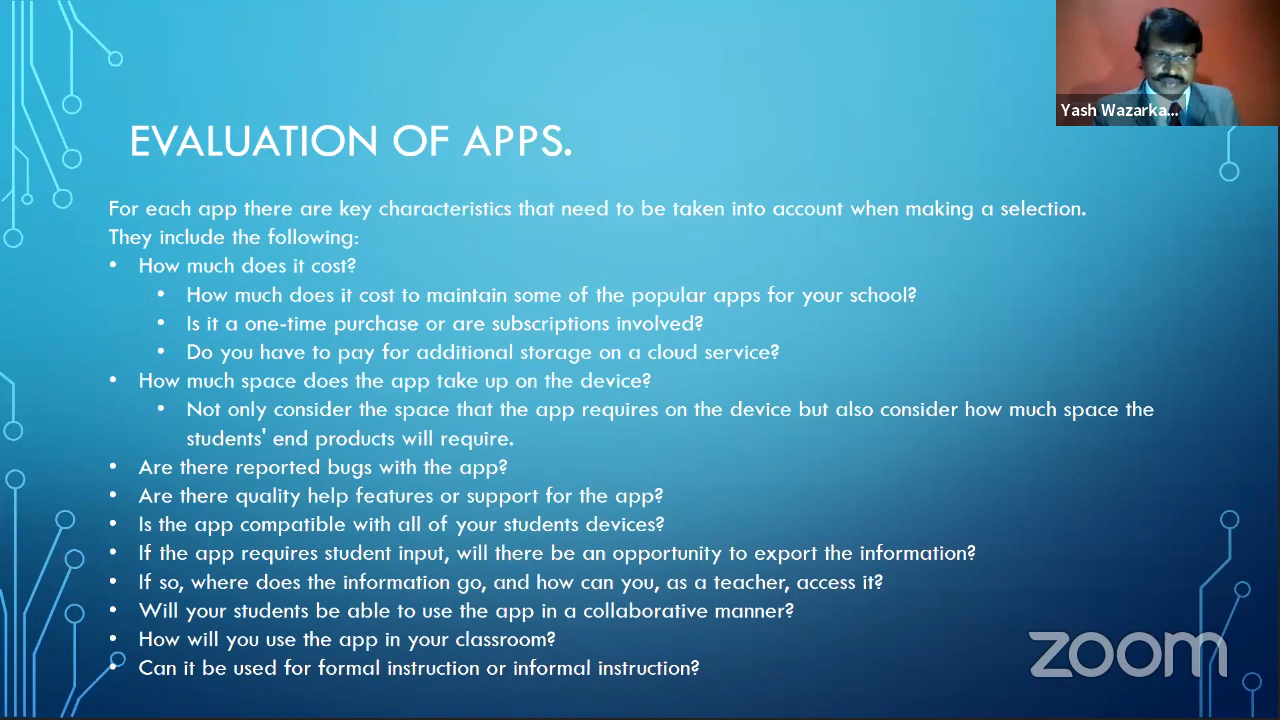 Yash Wazarka...
EVALUATION OF APPS.
For each app there are key characteristics that need to be taken into account when making a selection.
They include the following:
• How much does it cost?
• How much does it cost to maintain some of the popular apps for your school?
• Is it a one-time purchase or are subscriptions involved?
• Do you have to pay for additional storage on a cloud service?
• How much space does the app take up on the device?
• Not only consider the space that the app requires on the device but also consider how much space the
students' end products will require.
• Are there reported bugs with the app?
• Are there quality help features or support for the app?
• Is the app compatible with all of your students devices?
• If the app requires student input, will there be an opportunity to export the information?
• If so, where does the information go, and how can you, as a teacher, access it?
• Will your students be able to use the app in a collaborative manner?
• How will you use the app in your classroom?
• Can it be used for formal instruction or informal instruction?
zoom